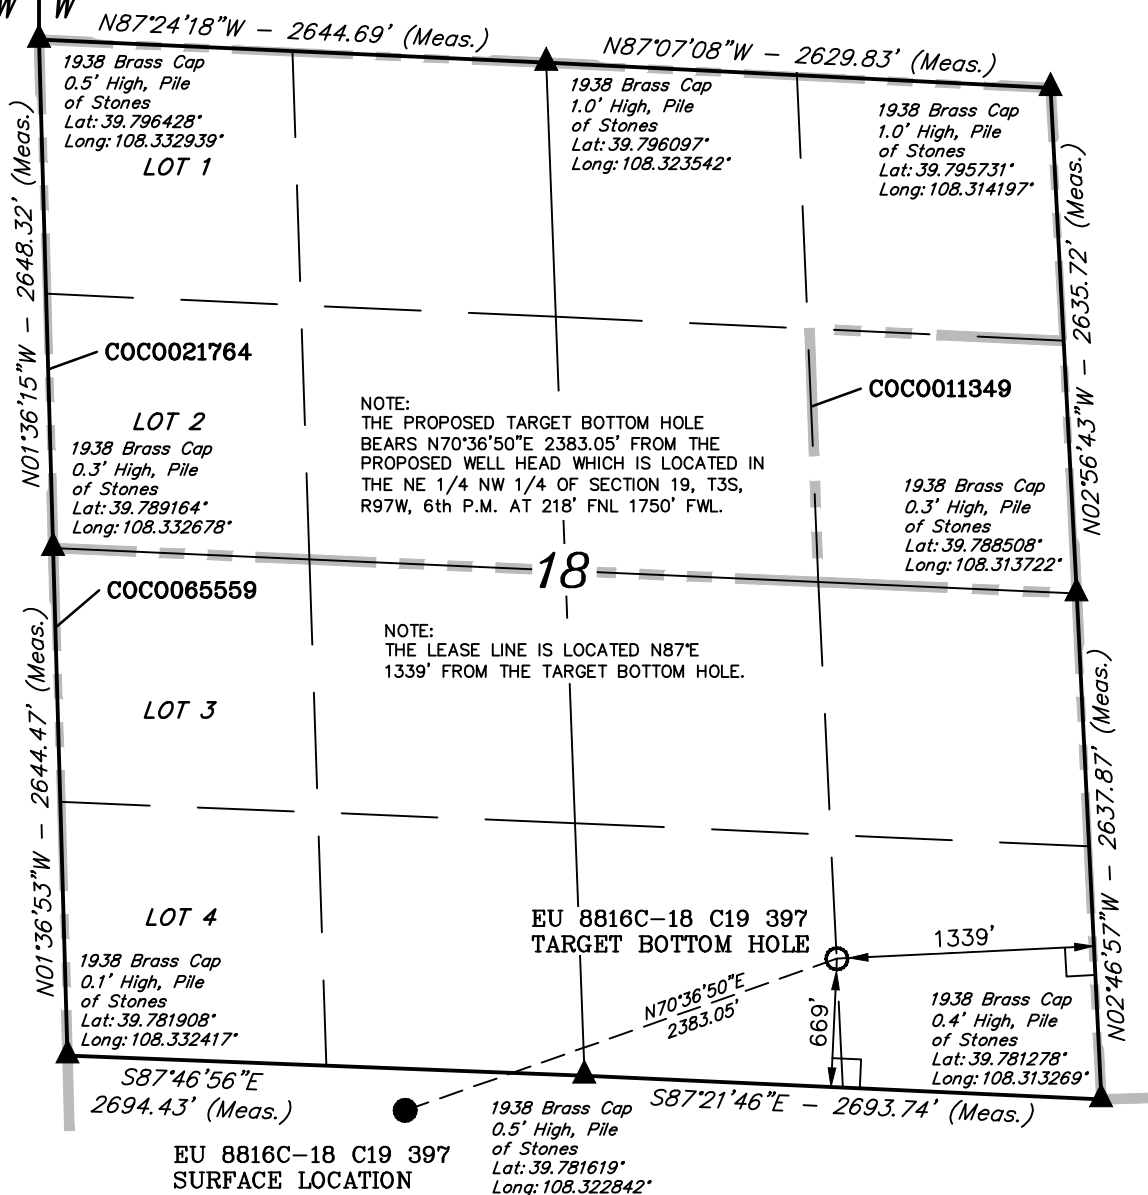 W W
N87°24'18"W - 2644.69' (Meas.)
N87°07'08"W - 2629.83' (Meas.)
1938 Brass Cap
0.5' High, Pile
of Stones
Lat: 39.796428°
Long: 108.332939°
LOT 1
1938 Brass Cap
1.0' High, Pile
of Stones
Lat: 39.796097°
Long: 108.323542°
1938 Brass Cap
1.0' High, Pile
of Stones
Lat: 39.795731°
Long: 108.314197°
N01°36'15"W - 2648.32' (Meas.)
N02°56'43"W - 2635.72' (Meas.)
COC0021764
COC0011349
LOT 2
1938 Brass Cap
0.3' High, Pile
of Stones
Lat: 39.789164°
Long: 108.332678°
NOTE:
THE PROPOSED TARGET BOTTOM HOLE
BEARS N70°36'50"E 2383.05' FROM THE
PROPOSED WELL HEAD WHICH IS LOCATED IN
THE NE 1/4 NW 1/4 OF SECTION 19, T3S,
R97W, 6th P.M. AT 218' FNL 1750' FWL.
1938 Brass Cap
0.3' High, Pile
of Stones
Lat: 39.788508°
Long: 108.313722°
18
COC0065559
NOTE:
THE LEASE LINE IS LOCATED N87°E
1339' FROM THE TARGET BOTTOM HOLE.
N01°36'53"W - 2644.47' (Meas.)
N02°46'57"W - 2637.87' (Meas.)
LOT 3
LOT 4
1938 Brass Cap
0.1' High, Pile
of Stones
Lat: 39.781908°
Long: 108.332417°
EU 8816C-18 C19 397
TARGET BOTTOM HOLE
1339'
669'
N70°36'50"E
2383.05'
1938 Brass Cap
0.4' High, Pile
of Stones
Lat: 39.781278°
Long: 108.313269°
S87°46'56"E
2694.43' (Meas.)
S87°21'46"E - 2693.74' (Meas.)
1938 Brass Cap
0.5' High, Pile
of Stones
Lat: 39.781619°
Long: 108.322842°
EU 8816C-18 C19 397
SURFACE LOCATION